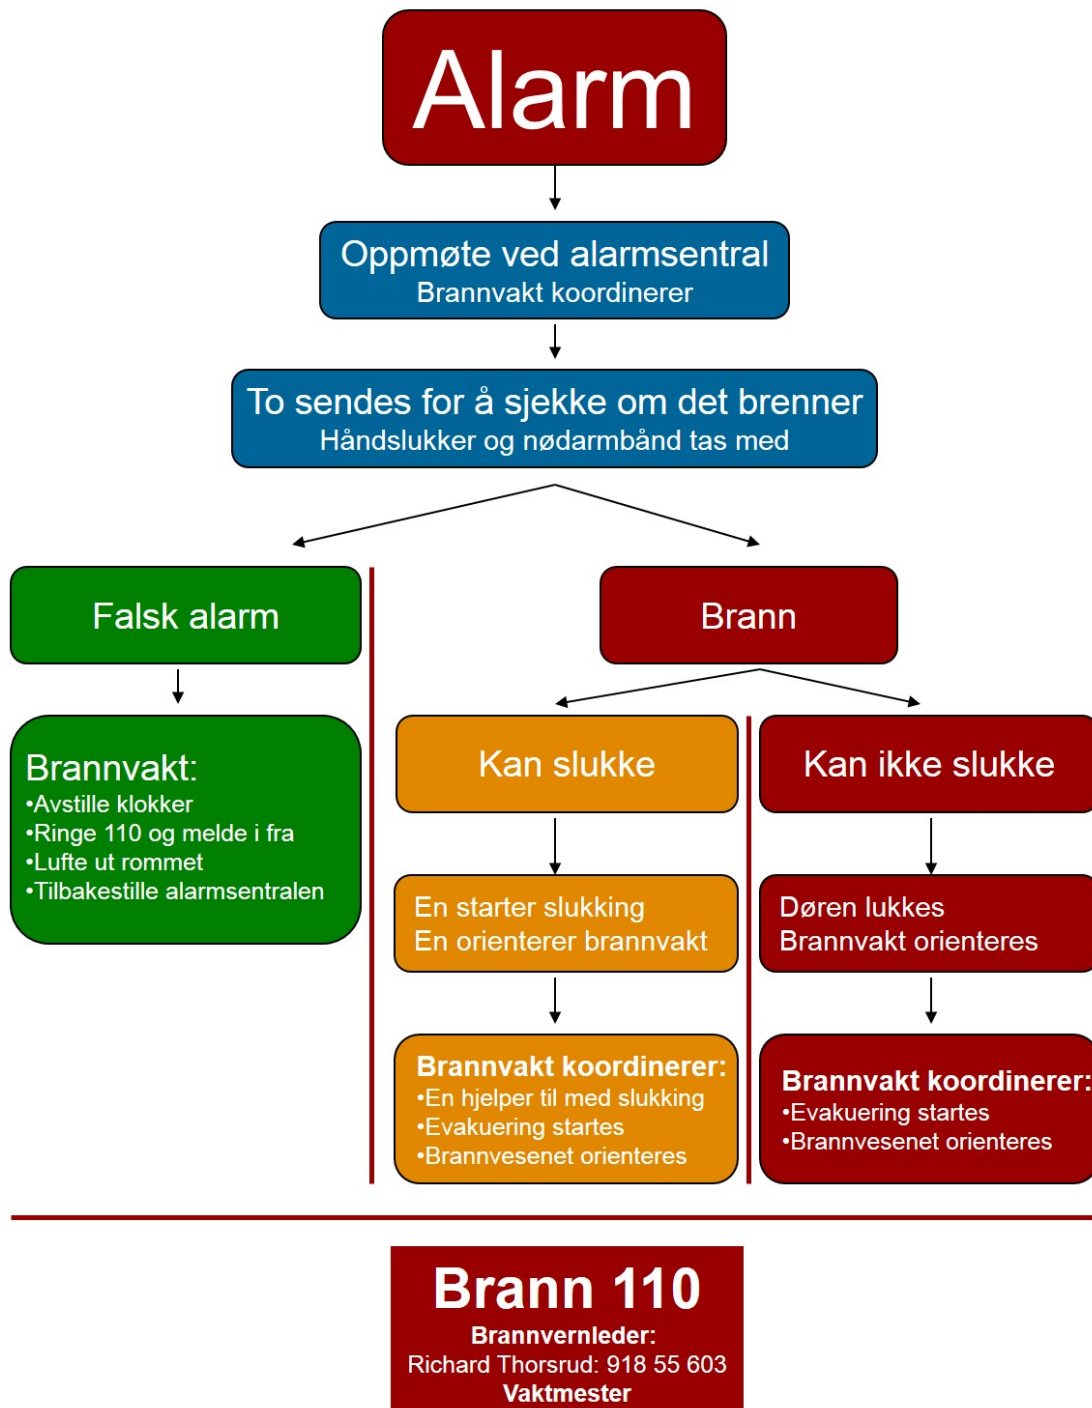 Alarm
Oppmøte ved alarmsentral
Brannvakt koordinerer
To sendes for å sjekke om det brenner
Håndslukker og nødarmbånd tas med
Falsk alarm
Brann
Brannvakt:
•Avstille klokker
•Ringe 110 og melde i fra
•Lufte ut rommet
•Tilbakestille alarmsentralen
Kan slukke
En starter slukking
En orienterer brannvakt
Brannvakt koordinerer:
•En hjelper til med slukking
•Evakuering startes
•Brannvesenet orienteres
Kan ikke slukke
Døren lukkes
Brannvakt orienteres
Brannvakt koordinerer:
•Evakuering startes
•Brannvesenet orienteres
Brann 110
Brannvernleder:
Richard Thorsrud: 918 55 603
Vaktmester